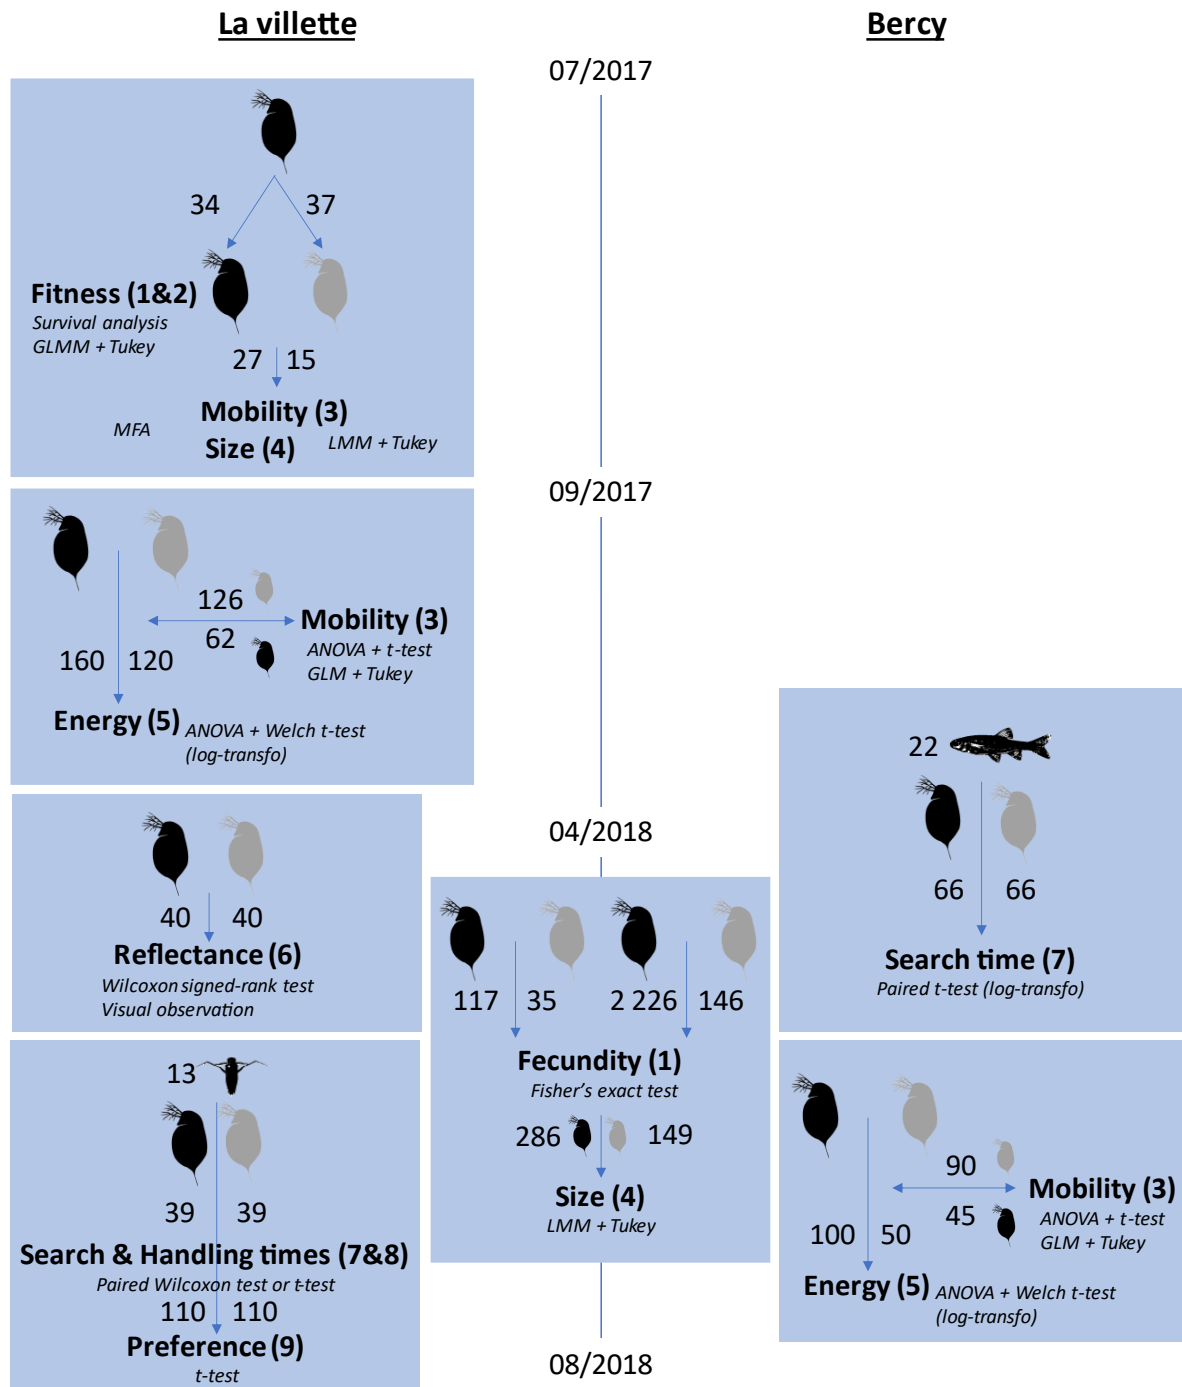 La villette
Bercy
07/2017
34 37
Fitness (1&2)
Survival analysis
GLMM + Tukey
27 15
Mobility (3)
MFA
Size (4)
LMM + Tukey
09/2017
126
62
Mobility (3)
ANOVA + t-test
GLM + Tukey
160 120
Energy (5)
ANOVA + Welch t-test
(log-transfo)
22
66 66
Search time (7)
Paired t-test (log-transfo)
04/2018
40 40
Reflectance (6)
Wilcoxon signed-rank test
Visual observation
117 35 2 226 146
Fecundity (1)
Fisher's exact test
286 149
Size (4)
LMM + Tukey
13
39 39
Search & Handling times (7&8)
Paired Wilcoxon test or t-test
110 110
Preference (9)
t-test
90
45
Mobility (3)
ANOVA + t-test
GLM + Tukey
100 50
Energy (5)
ANOVA + Welch t-test
(log-transfo)
08/2018